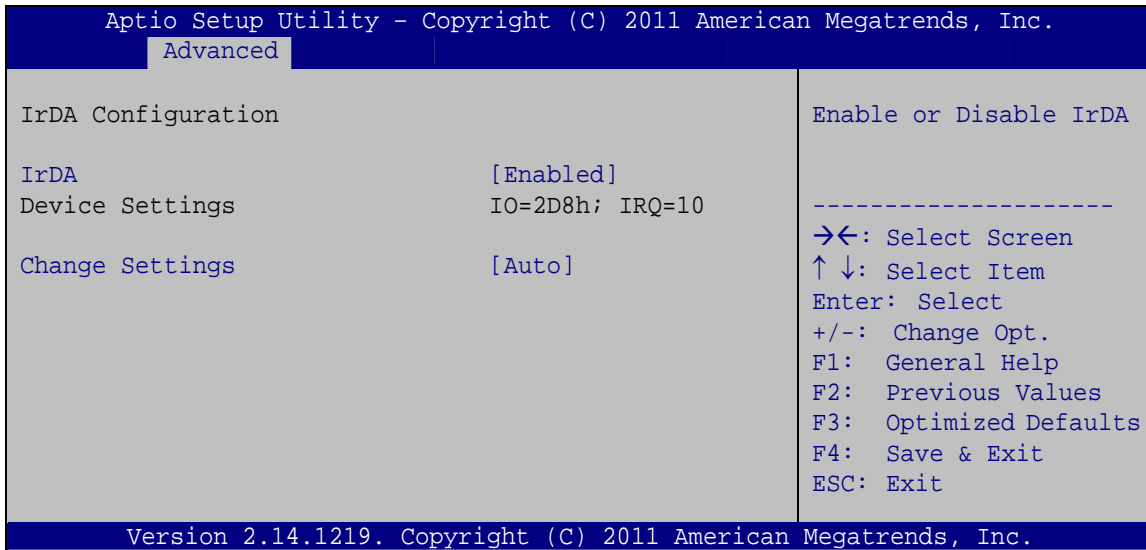 Aptio Setup Utility – Copyright (C) 2011 American Megatrends, Inc.
Advanced
IrDA Configuration
IrDA [Enabled]
Device Settings IO=2D8h; IRQ=10
Change Settings [Auto]
Enable or Disable IrDA
---------------------
→←: Select Screen
↑ ↓: Select Item
Enter: Select
+/-: Change Opt.
F1: General Help
F2: Previous Values
F3: Optimized Defaults
F4: Save & Exit
ESC: Exit
Version 2.14.1219. Copyright (C) 2011 American Megatrends, Inc.